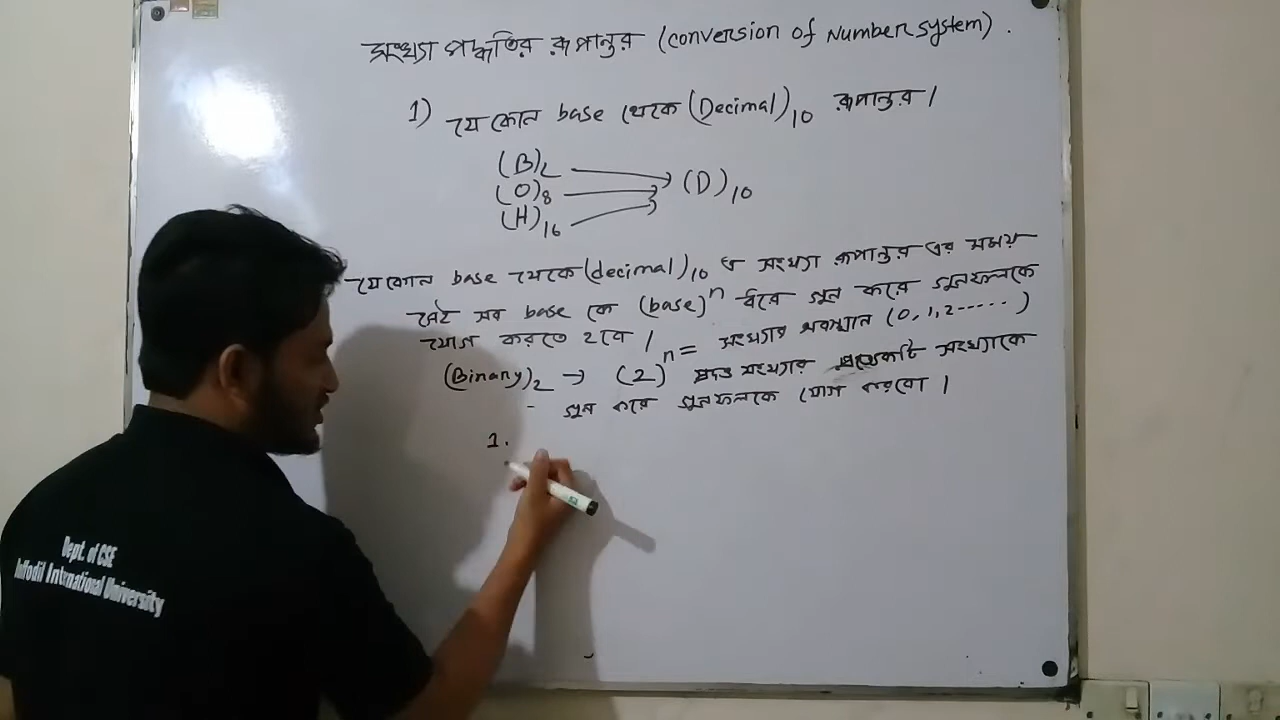 সংখ্যা পদ্ধতির রূপান্তর (conversion of Number system).
1) যে কোন base থেকে (Decimal)10 রূপান্তর।
(B)2
(O)8 (D)10
(H)16
যে কোন base থেকে (decimal)10 এ সংখ্যা রূপান্তর এর সময়
সেই সব base কে (base)^n ধরে গুন করে গুনফলকে
যোগ করতে হবে। n = সংখ্যার অবস্থান (0,1,2-----)
(Binary)2 → (2)^n প্রদত্ত সংখ্যার প্রত্যেকটি সংখ্যাকে
গুন করে গুনফলকে যোগ করবো।
1.
Dept. of CSE
Daffodil International University